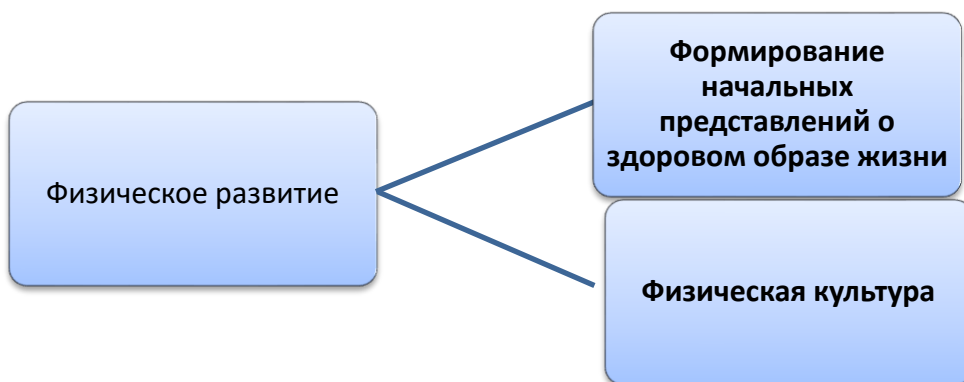 Физическое развитие
Формирование
начальных
представлений о
здоровом образе жизни
Физическая культура